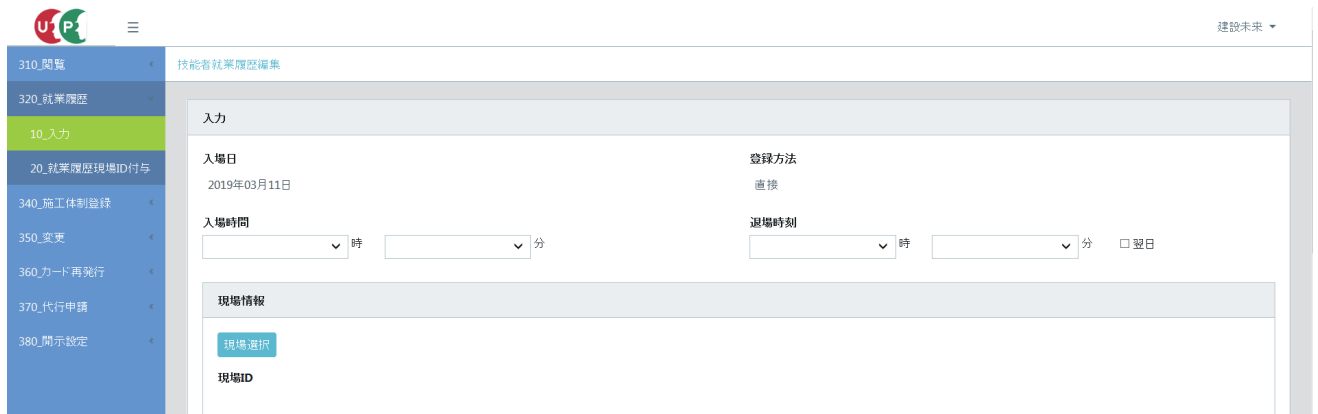 U P
建設未来
310_閲覧
320_就業履歴
10_入力
20_就業履歴現場ID付与
340_施工体制登録
350_変更
360_カード再発行
370_代行申請
380_開示設定
技能者就業履歴編集
入力
入場日
登録方法
2019年03月11日
直接
入場時間
退場時刻
時 分
時 分 翌日
現場情報
現場選択
現場ID